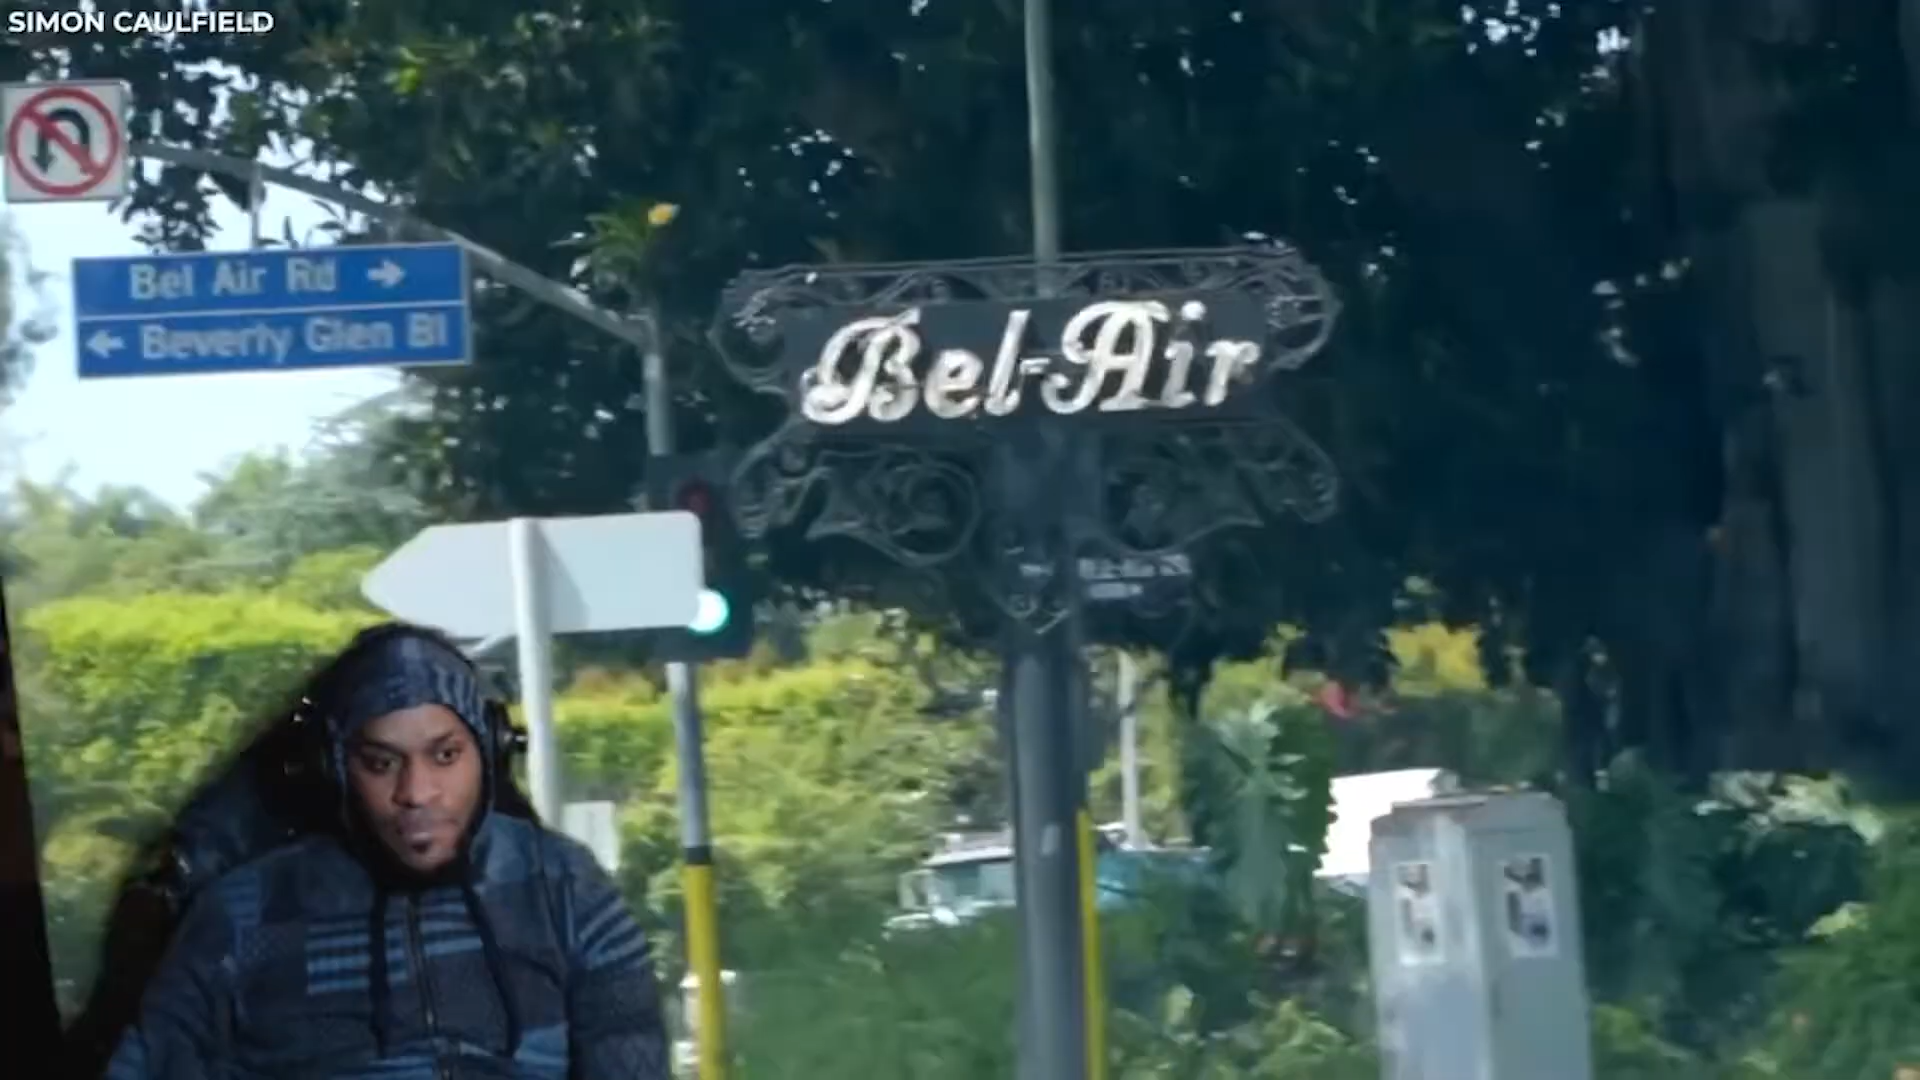 SIMON CAULFIELD
Bel Air Rd →
← Beverly Glen Bl
Bel-Air